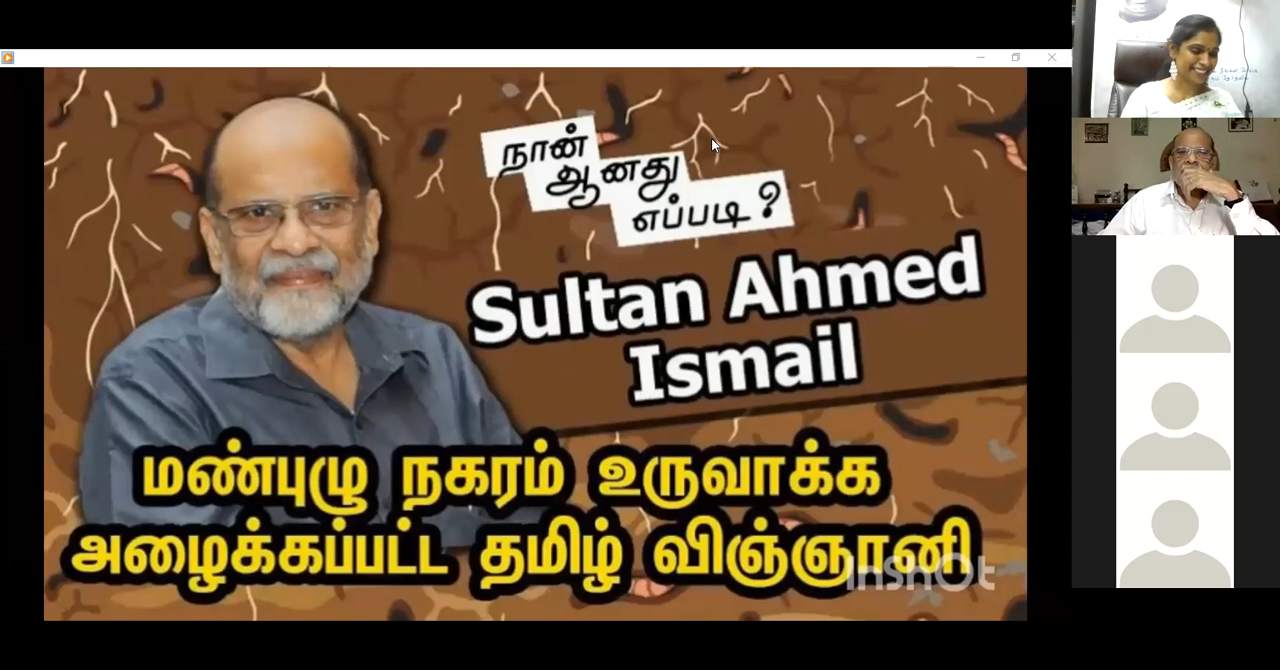 நான்
ஆனது
எப்படி?
Sultan Ahmed
Ismail
மண்புழு நகரம் உருவாக்க
அழைக்கப்பட்ட தமிழ் விஞ்ஞானி
InShOt